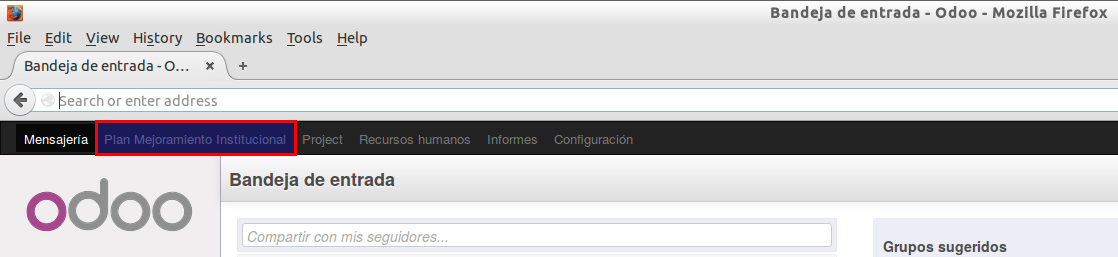 Bandeja de entrada - Odoo - Mozilla Firefox
File Edit View History Bookmarks Tools Help
Bandeja de entrada - O...
Search or enter address
Mensajería Plan Mejoramiento Institucional Project Recursos humanos Informes Configuración
odoo
Bandeja de entrada
Compartir con mis seguidores...
Grupos sugeridos